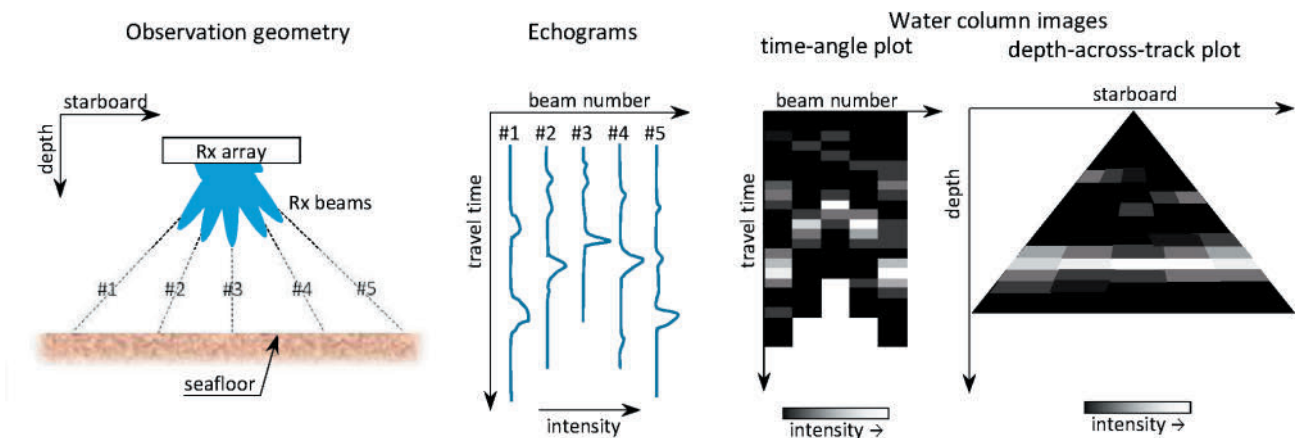 Observation geometry
starboard
depth
Rx array
Rx beams
#1
#2
#3
#4
#5
seafloor
Echograms
beam number
#1 #2 #3 #4 #5
travel time
intensity
Water column images
time-angle plot
beam number
travel time
intensity →
depth-across-track plot
starboard
depth
intensity →